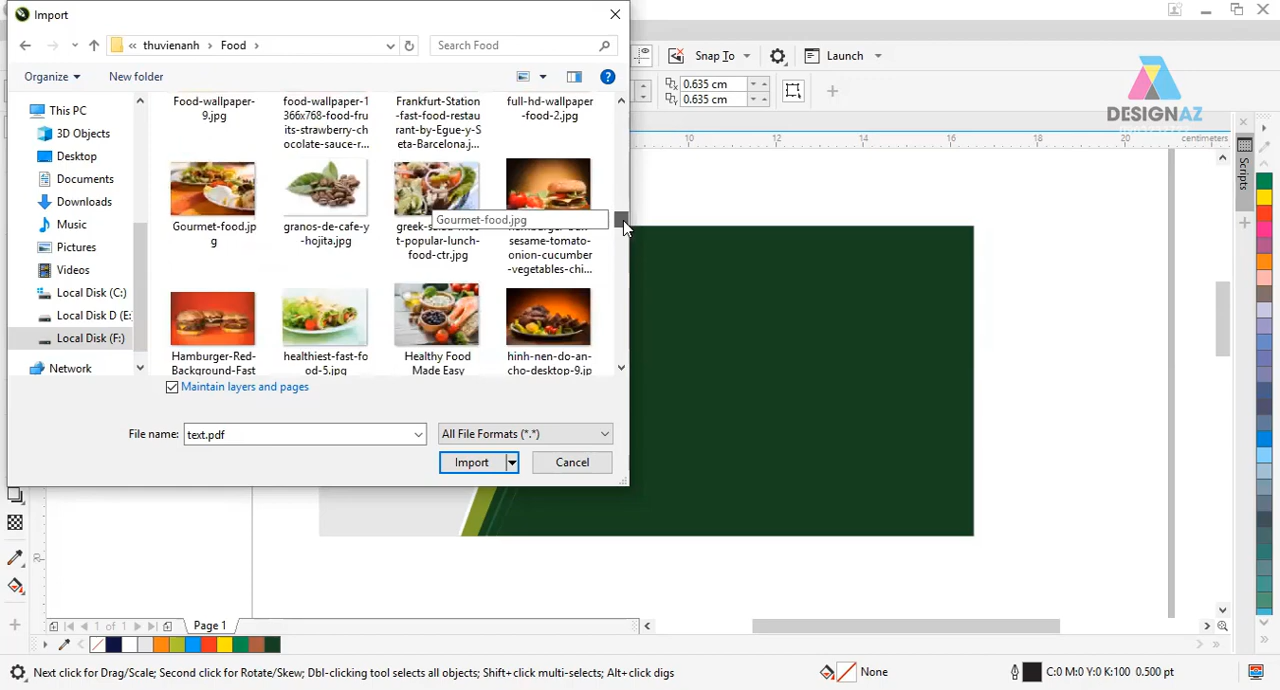 Import
thuvienanh
Food
Search Food
Snap To
Launch
Organize
New folder
0.635 cm
0.635 cm
DESIGNAZ
This PC
3D Objects
Desktop
Documents
Downloads
Music
Pictures
Videos
Local Disk (C:)
Local Disk D (E:
Local Disk (F:)
Network
Food-wallpaper-
9.jpg
food-wallpaper-1
366x768-food-fru
its-strawberry-ch
ocolate-sauce-r...
Frankfurt-Station
-fast-food-restau
rant-by-Egue-y-S
eta-Barcelona.j...
full-hd-wallpaper
-food-2.jpg
Gourmet-food.jp
g
granos-de-cafe-y
-hojita.jpg
t-popular-lunch-
food-ctr.jpg
sesame-tomato-
onion-cucumber
-vegetables-chi...
Gourmet-food.jpg
Hamburger-Red-
Background-Fast
healthiest-fast-fo
od-5.jpg
Healthy Food
Made Easy
hinh-nen-do-an-
cho-desktop-9.jp
Maintain layers and pages
File name:
text.pdf
All File Formats (*.*)
Import
Cancel
10
12
14
16
18
20
22
centimeters
Scripts
20
1 of 1
Page 1
Next click for Drag/Scale; Second click for Rotate/Skew; Dbl-clicking tool selects all objects; Shift+click multi-selects; Alt+click digs
None
C:0 M:0 Y:0 K:100 0.500 pt